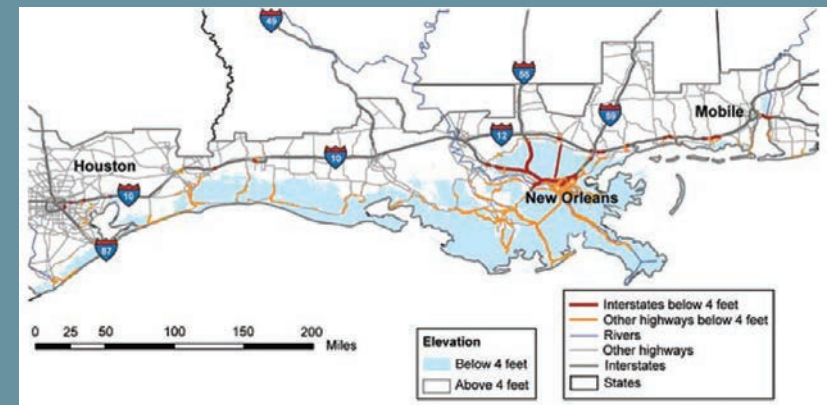 49
55
59
12
Mobile
Houston
10
10
New Orleans
87
0 25 50 100 150 200
Miles
Elevation
Below 4 feet
Above 4 feet
Interstates below 4 feet
Other highways below 4 feet
Rivers
Other highways
Interstates
States